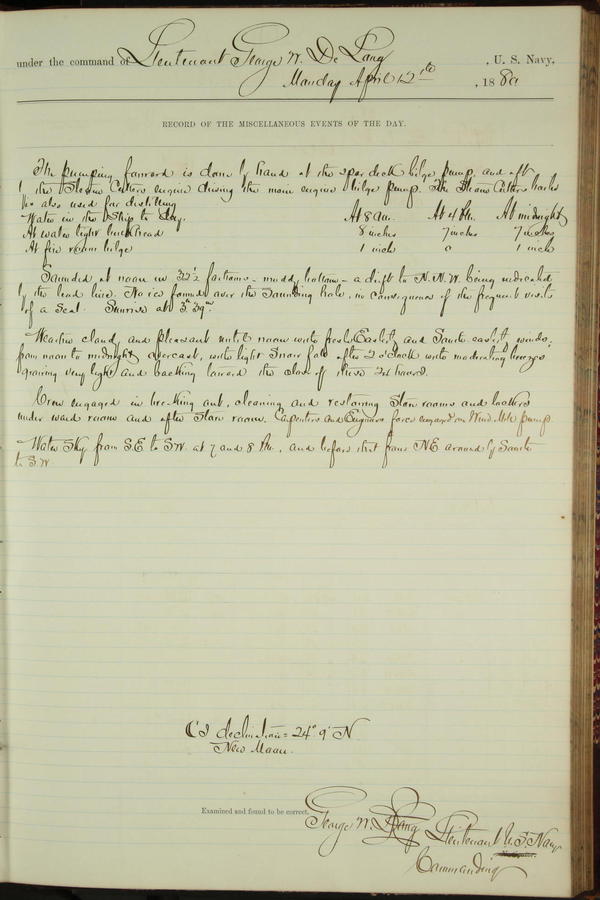 under the command of Lieutenant George W. De Long , U. S. Navy,
Monday April 12th , 1880
RECORD OF THE MISCELLANEOUS EVENTS OF THE DAY.
The pumping forward is done by hand at the spar deck bilge pump, and aft
by the Steam Cutters engine driving the main engine bilge pump. The Steam Cutters boiler
is also used for distilling
Water in the Ship to day. At 8 am. At 4 Pm. At midnight
At water tight bulkhead 8 inches 7 inches 7 inches
At fire room bilge 1 inch 0 1 inch
Sounded at noon in 32½ fathoms - muddy bottom - a drift to N.N.W. being indicated
by the lead line. No ice formed over the Sounding hole, in consequence of the frequent visits
of a Seal. Sunrise at 3h 39m
Weather cloudy and pleasant until noon with fresh Easterly and South easterly winds;
from noon to midnight overcast, with light Snow fall after 2 o'clock with moderating breezes
growing very light and backing toward the close of these 24 hours.
Crew engaged in breaking out, cleaning and restowing Store rooms and lockers
under ward room and after Store room. Carpenters and Engineers force engaged on Wind Mill pump.
Water Sky from S.E to S.W. at 7 and 8 Pm., and before that from NE around by South
to S.W
declination = 24° 9' N
New Moon.
Examined and found to be correct.
George W. De Long Lieutenant U.S. Navy
Commanding